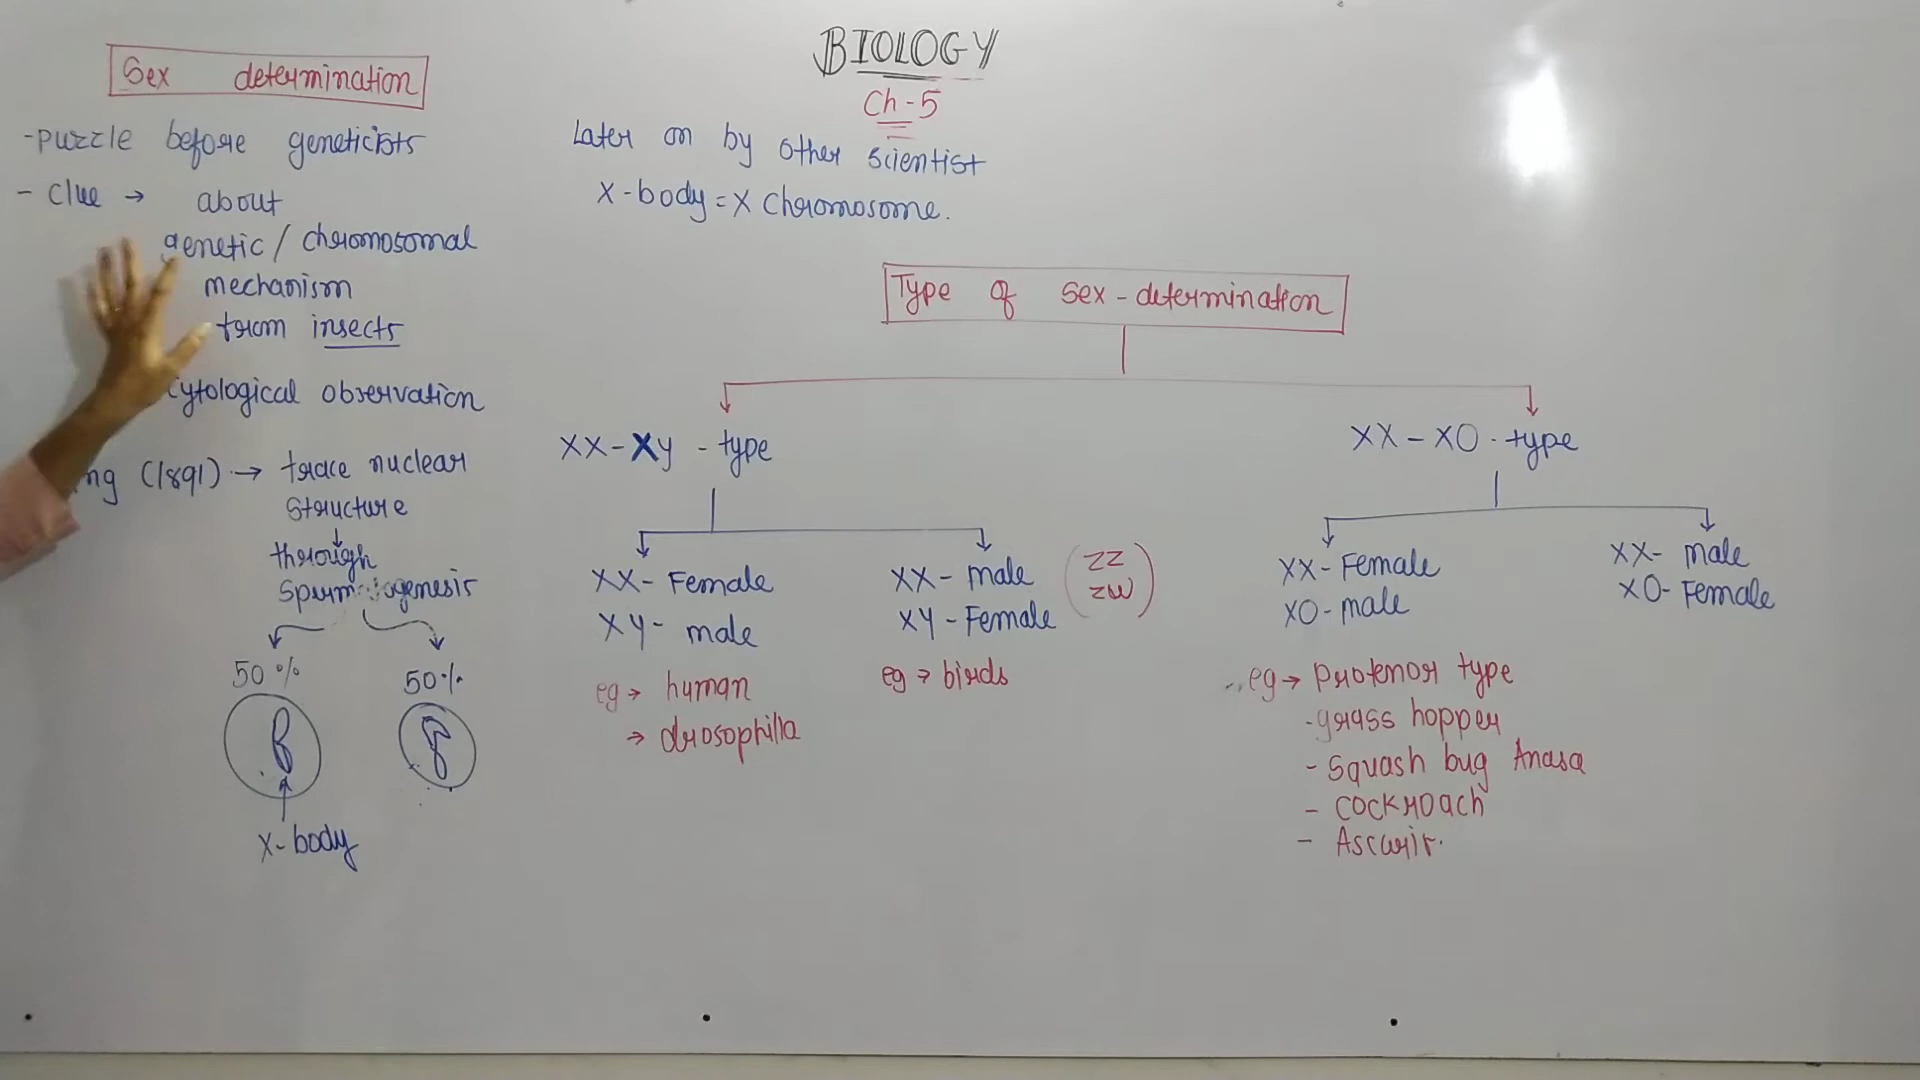 BIOLOGY
Ch-5
Sex determination
- puzzle before geneticists
- Clue → about
genetic / chromosomal
mechanism
from insects
Cytological observation
ng (1891) → trace nuclear
structure
↓
through
50% 50%
X-body
Later on by other scientist
X-body = X Chromosome.
Type of Sex-determination
XX-XY - type
XX-Female
XY- male
eg → human
→ drosophilla
XX- male
XY-Female
(ZZ
ZW)
eg → birds
XX-XO-type
XX-Female
XO-male
eg → Protenor type
-grass hopper
- Squash bug Anasa
- COCKROach
- Ascarir.
XX- male
XO-Female